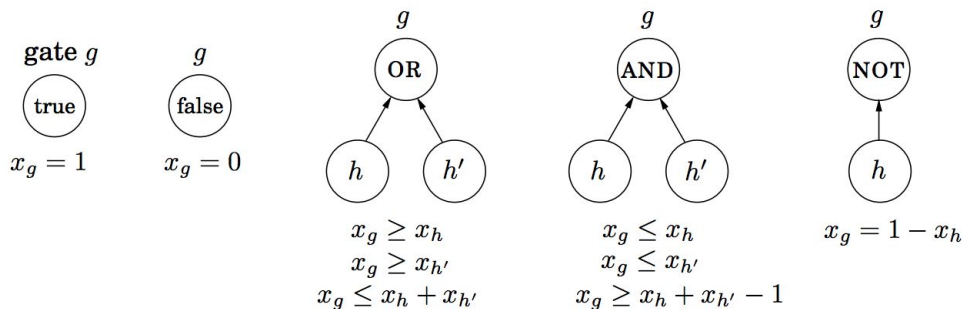 gate g
true
x_g = 1
g
false
x_g = 0
g
OR
h h′
x_g ≥ x_h
x_g ≥ x_h′
x_g ≤ x_h + x_h′
g
AND
h h′
x_g ≤ x_h
x_g ≤ x_h′
x_g ≥ x_h + x_h′ − 1
g
NOT
h
x_g = 1 − x_h